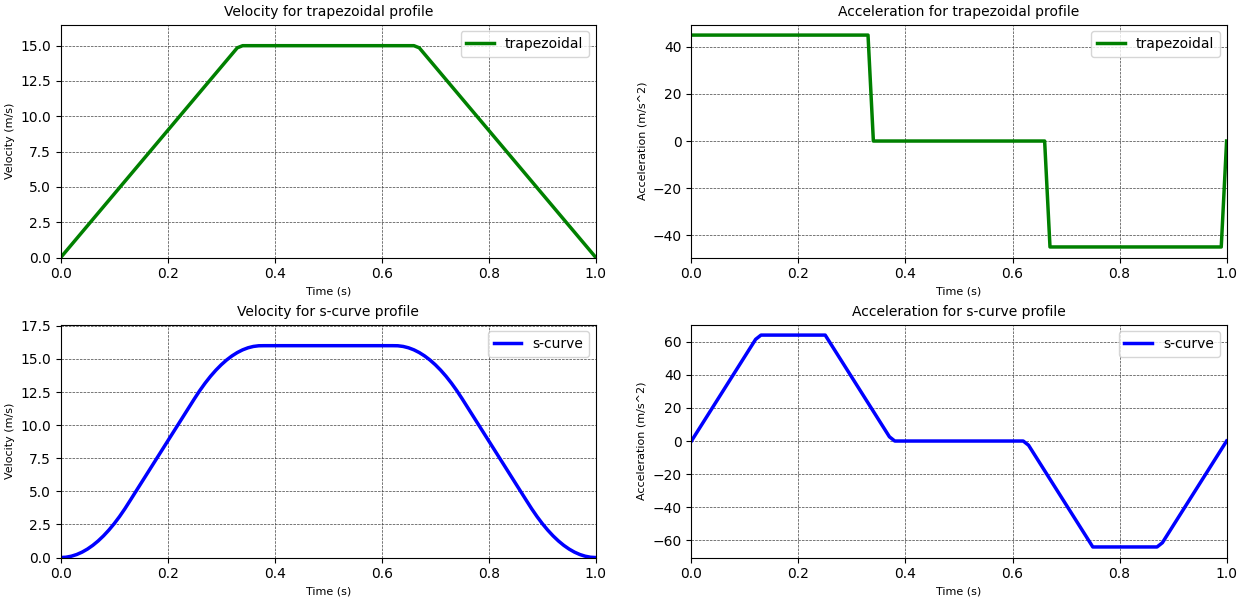 Velocity for trapezoidal profile
Velocity (m/s)
15.0
12.5
10.0
7.5
5.0
2.5
0.0
trapezoidal
0.0 0.2 0.4 0.6 0.8 1.0
Time (s)
Acceleration for trapezoidal profile
Acceleration (m/s^2)
40
20
0
−20
−40
trapezoidal
0.0 0.2 0.4 0.6 0.8 1.0
Time (s)
Velocity for s-curve profile
Velocity (m/s)
17.5
15.0
12.5
10.0
7.5
5.0
2.5
0.0
s-curve
0.0 0.2 0.4 0.6 0.8 1.0
Time (s)
Acceleration for s-curve profile
Acceleration (m/s^2)
60
40
20
0
−20
−40
−60
s-curve
0.0 0.2 0.4 0.6 0.8 1.0
Time (s)